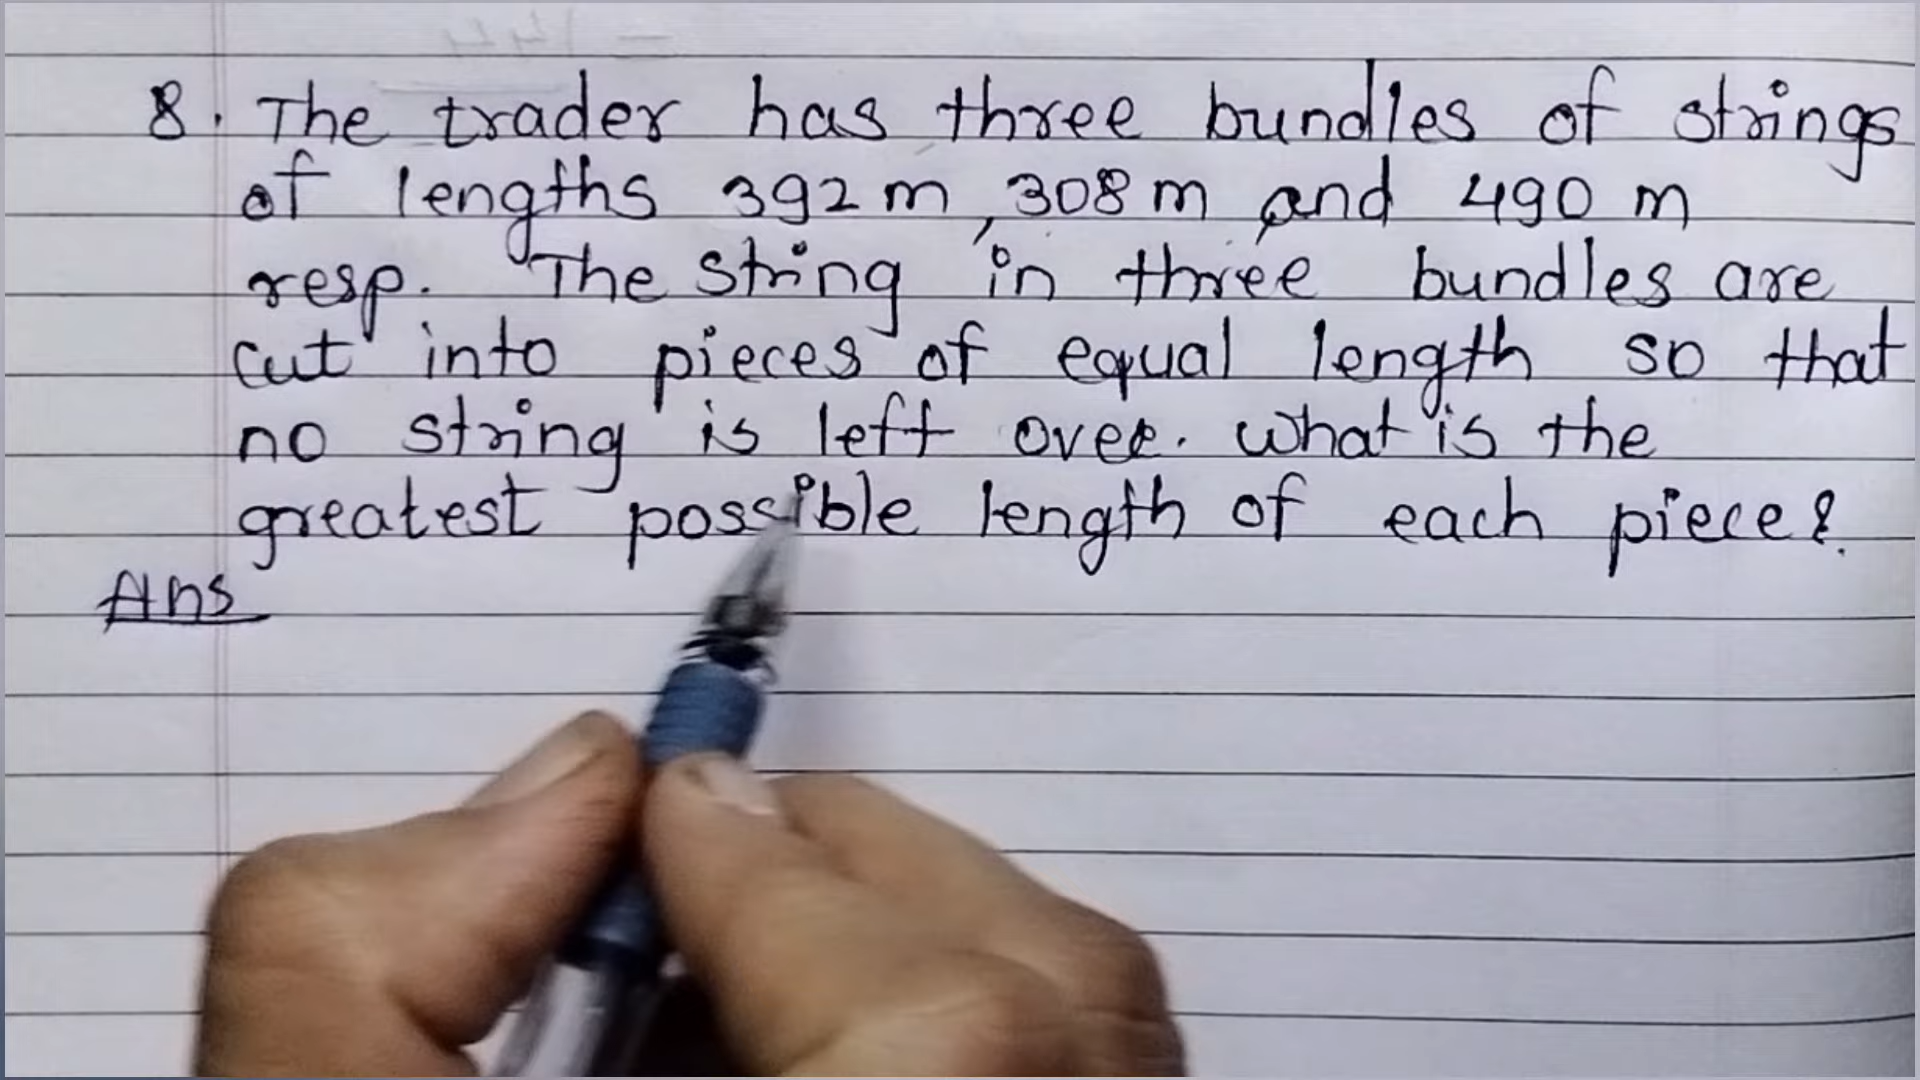 8. The trader has three bundles of strings
of lengths 392 m, 308 m and 490 m
resp. The string in three bundles are
cut into pieces of equal length so that
no string is left over. what is the
greatest possible length of each piece?
Ans